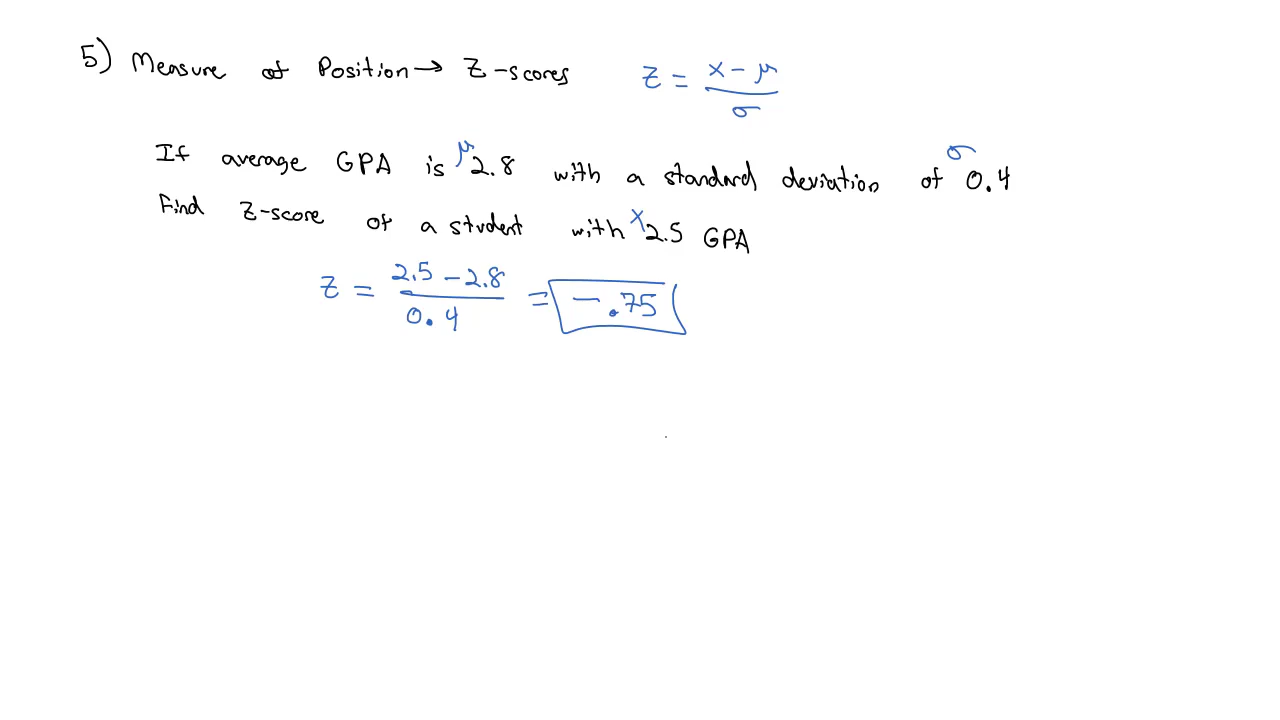 5) Measure of Position → Z-scores z = x - μ / σ
If average GPA is μ 2.8 with a standard deviation of σ 0.4
Find Z-score of a student with x 2.5 GPA
z = 2.5 - 2.8 / 0.4 = -.75